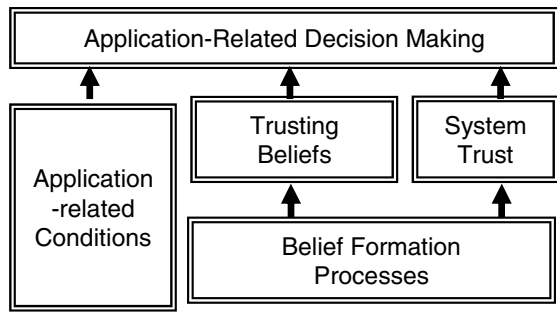 Application-Related Decision Making
Trusting
Beliefs
System
Trust
Application
-related
Conditions
Belief Formation
Processes